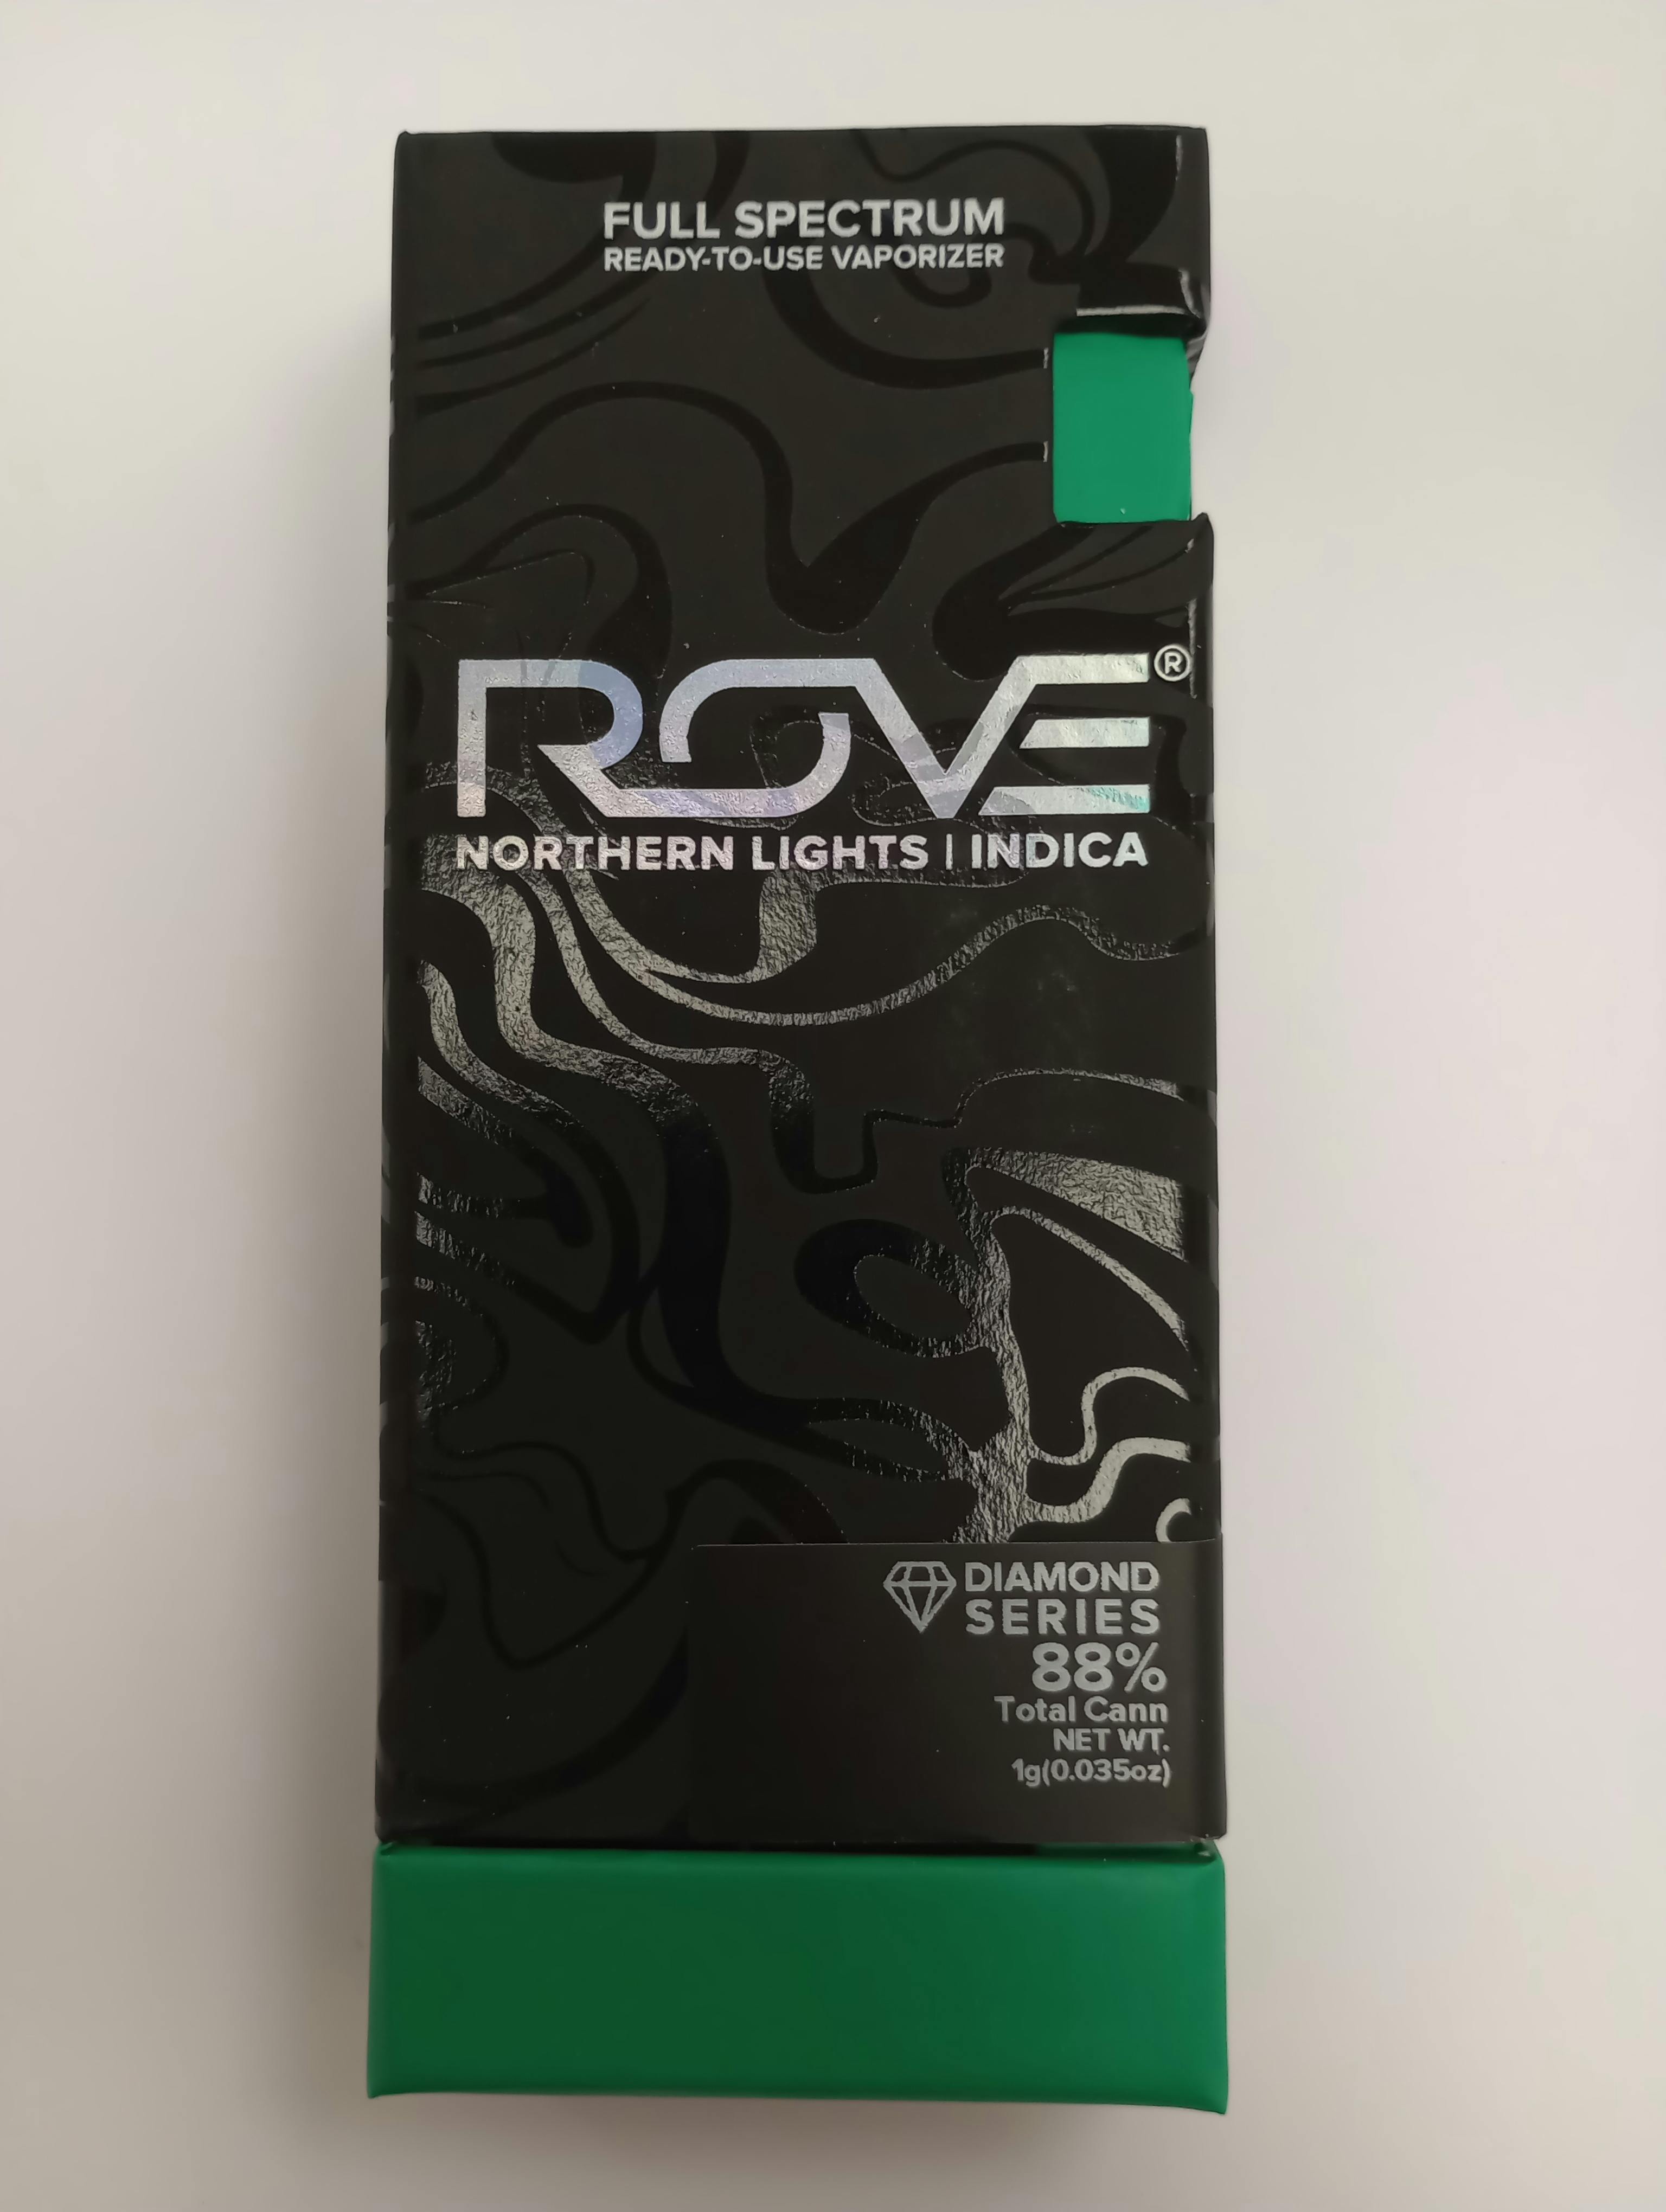 FULL SPECTRUM
READY-TO-USE VAPORIZER
ROVE®
NORTHERN LIGHTS | INDICA
DIAMOND
SERIES
88%
Total Cann
NET WT.
1g(0.035oz)